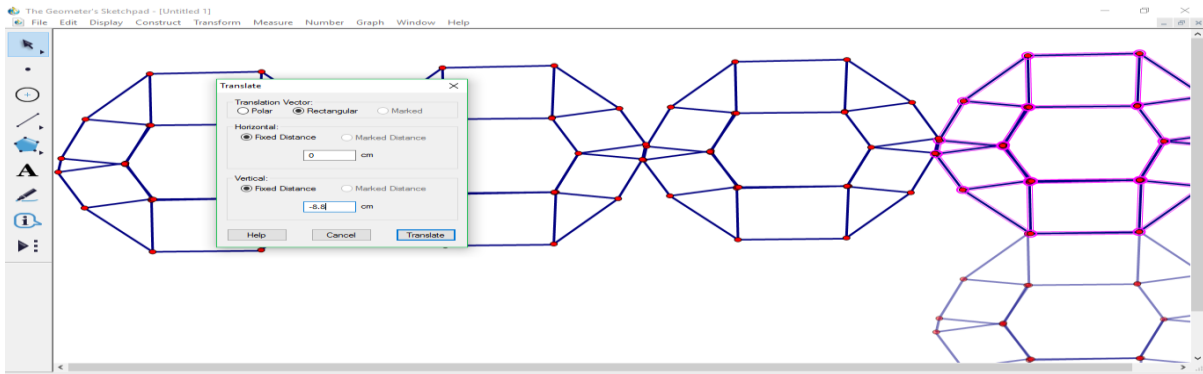 The Geometer's Sketchpad - [Untitled 1]
File Edit Display Construct Transform Measure Number Graph Window Help
A
Translate
Translation Vector:
Polar Rectangular Marked
Horizontal:
Fixed Distance Marked Distance
0 cm
Vertical:
Fixed Distance Marked Distance
-8.8 cm
Help Cancel Translate